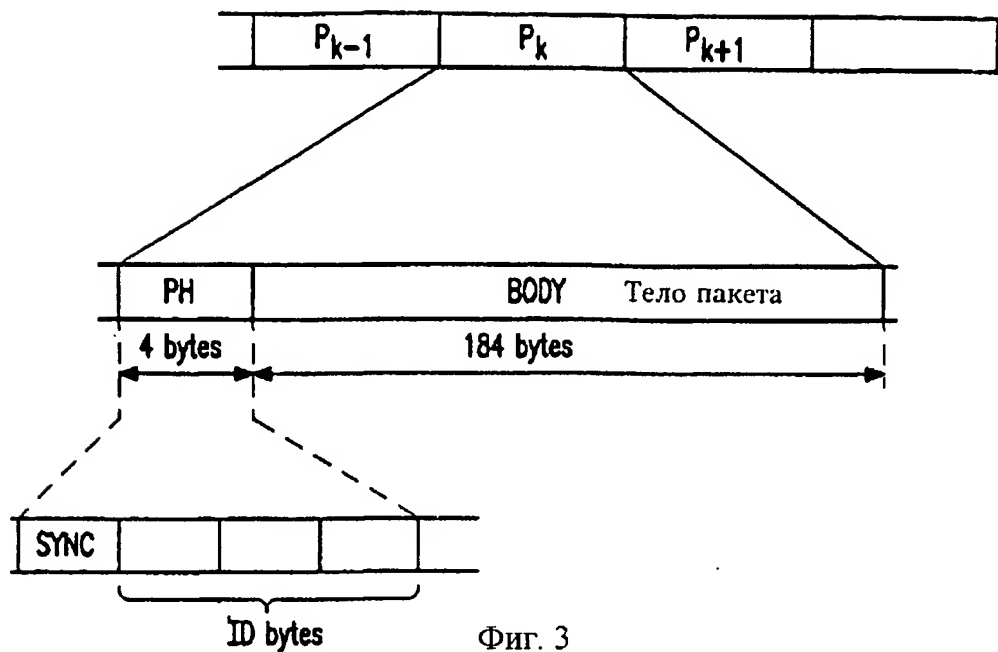 P_{k-1} P_k P_{k+1}
PH BODY Тело пакета
4 bytes 184 bytes
SYNC
ID bytes
Фиг. 3